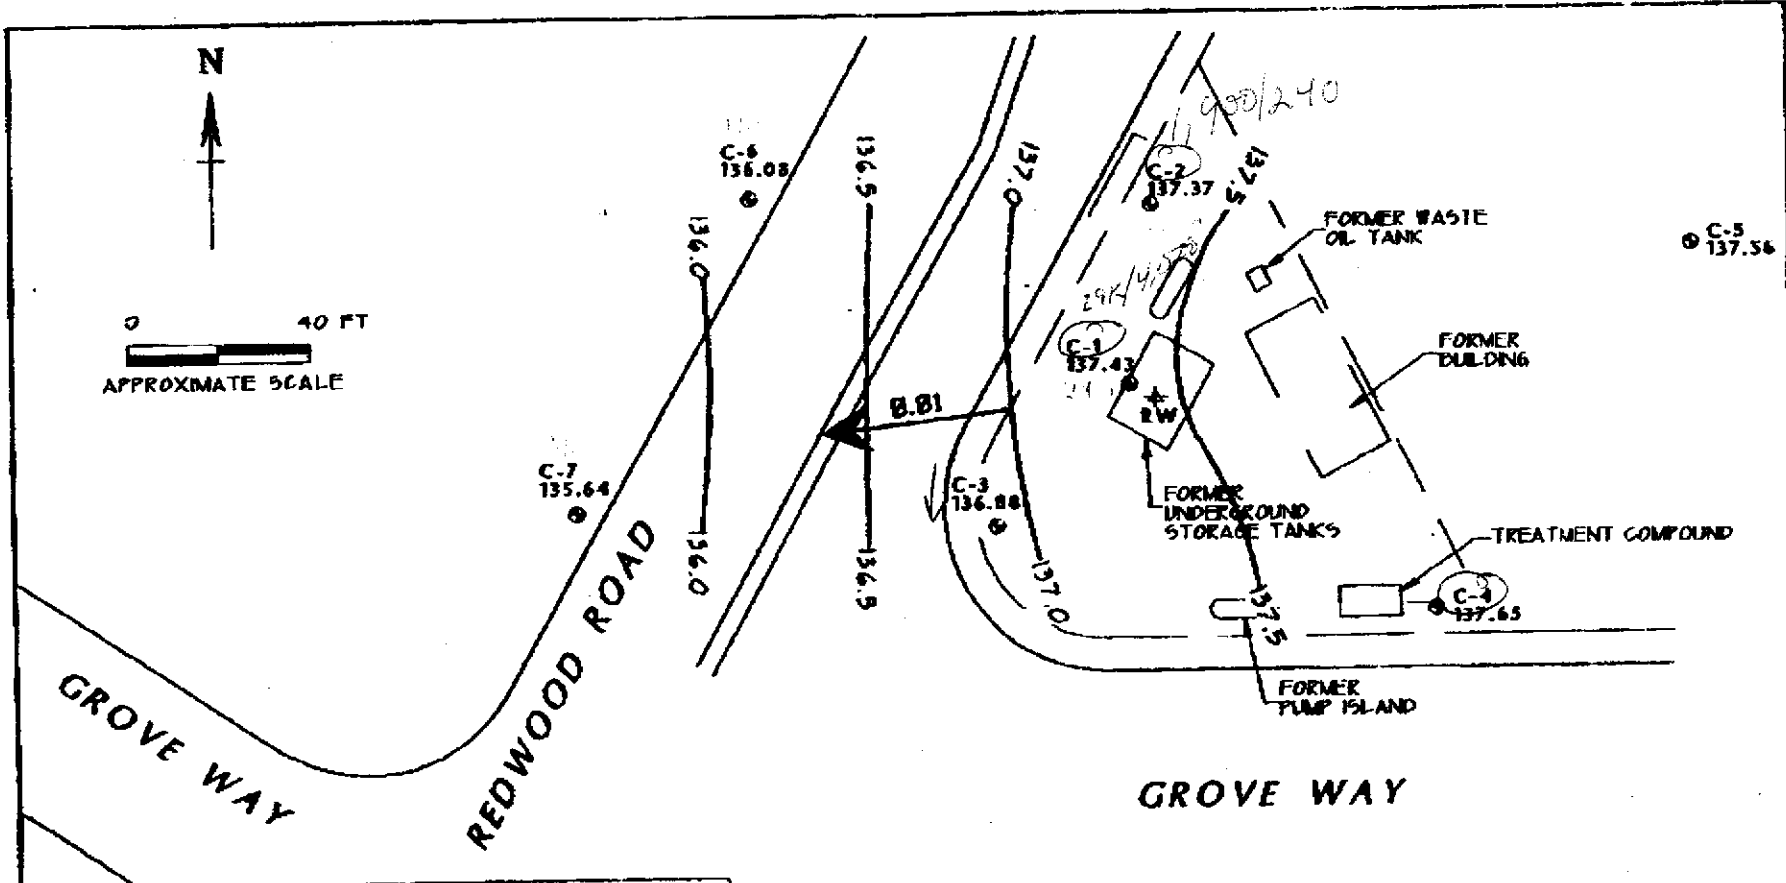 N
0 40 FT
APPROXIMATE SCALE
C-6
136.08
136.5
137.0
900/240
C-2
137.37
137.5
FORMER WASTE
OIL TANK
C-5
137.56
136.0
C-1
137.43
RW
FORMER
BUILDING
0.01
C-7
135.64
C-3
136.88
FORMER
UNDERGROUND
STORAGE TANKS
TREATMENT COMPOUND
136.0
136.5
137.0
137.5
C-4
137.65
FORMER
PUMP ISLAND
GROVE WAY
REDWOOD ROAD
GROVE WAY